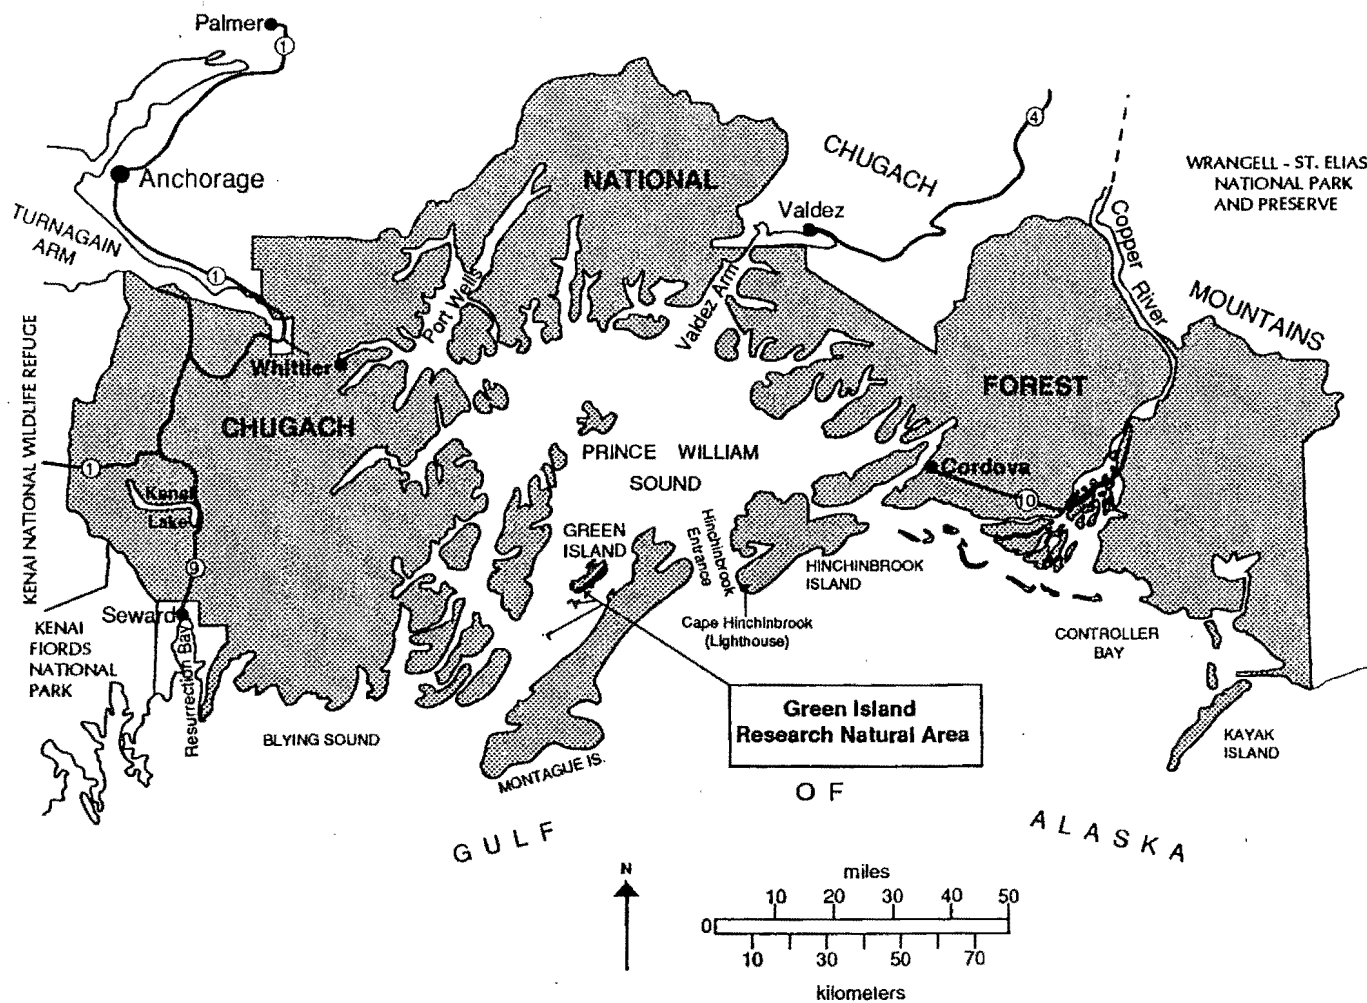 Palmer
1
Anchorage
TURNAGAIN
ARM
1
CHUGACH
4
NATIONAL
Valdez
WRANGELL - ST. ELIAS
NATIONAL PARK
AND PRESERVE
Copper River
MOUNTAINS
Port Wells
Valdez Arm
KENAI NATIONAL WILDLIFE REFUGE
Whittier
CHUGACH
FOREST
PRINCE WILLIAM
SOUND
1
Kenai
Lake
Cordova
10
GREEN
ISLAND
Hinchinbrook
Entrance
HINCHINBROOK
ISLAND
9
Seward
Cape Hinchinbrook
(Lighthouse)
CONTROLLER
BAY
KENAI
FIORDS
NATIONAL
PARK
Resurrection Bay
BLYING SOUND
Green Island
Research Natural Area
MONTAGUE IS.
KAYAK
ISLAND
GULF OF ALASKA
N
miles
10 20 30 40 50
0
10 30 50 70
kilometers